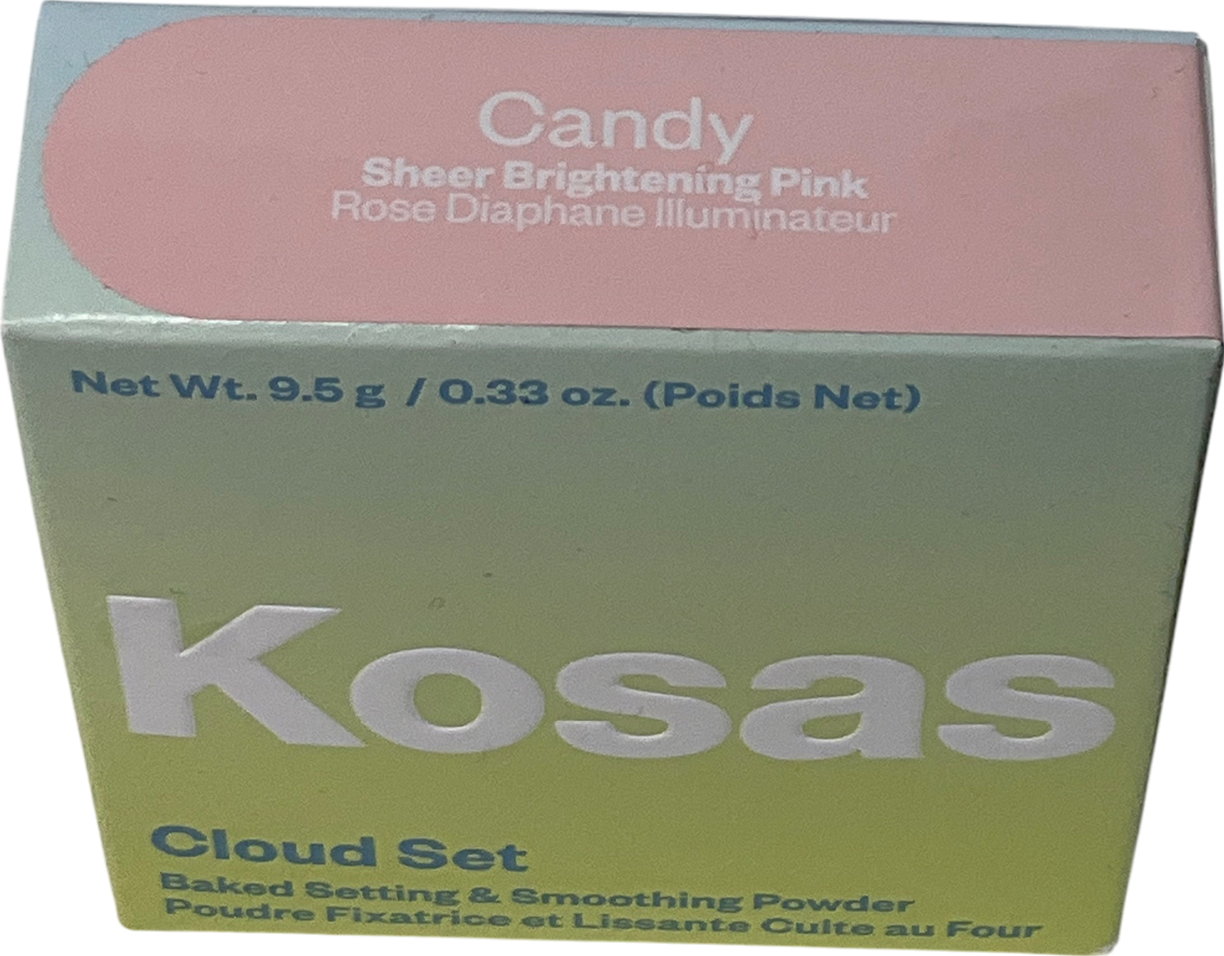 Candy
Sheer Brightening Pink
Rose Diaphane Illuminateur
Net Wt. 9.5 g / 0.33 oz. (Poids Net)
Kosas
Cloud Set
Baked Setting & Smoothing Powder
Poudre Fixatrice et Lissante Cuite au Four